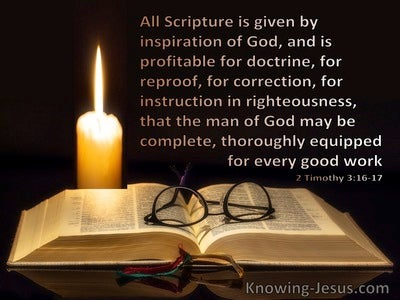 All Scripture is given by
inspiration of God, and is
profitable for doctrine, for
reproof, for correction, for
instruction in righteousness,
that the man of God may be
complete, thoroughly equipped
for every good work
2 Timothy 3:16-17
Knowing-Jesus.com